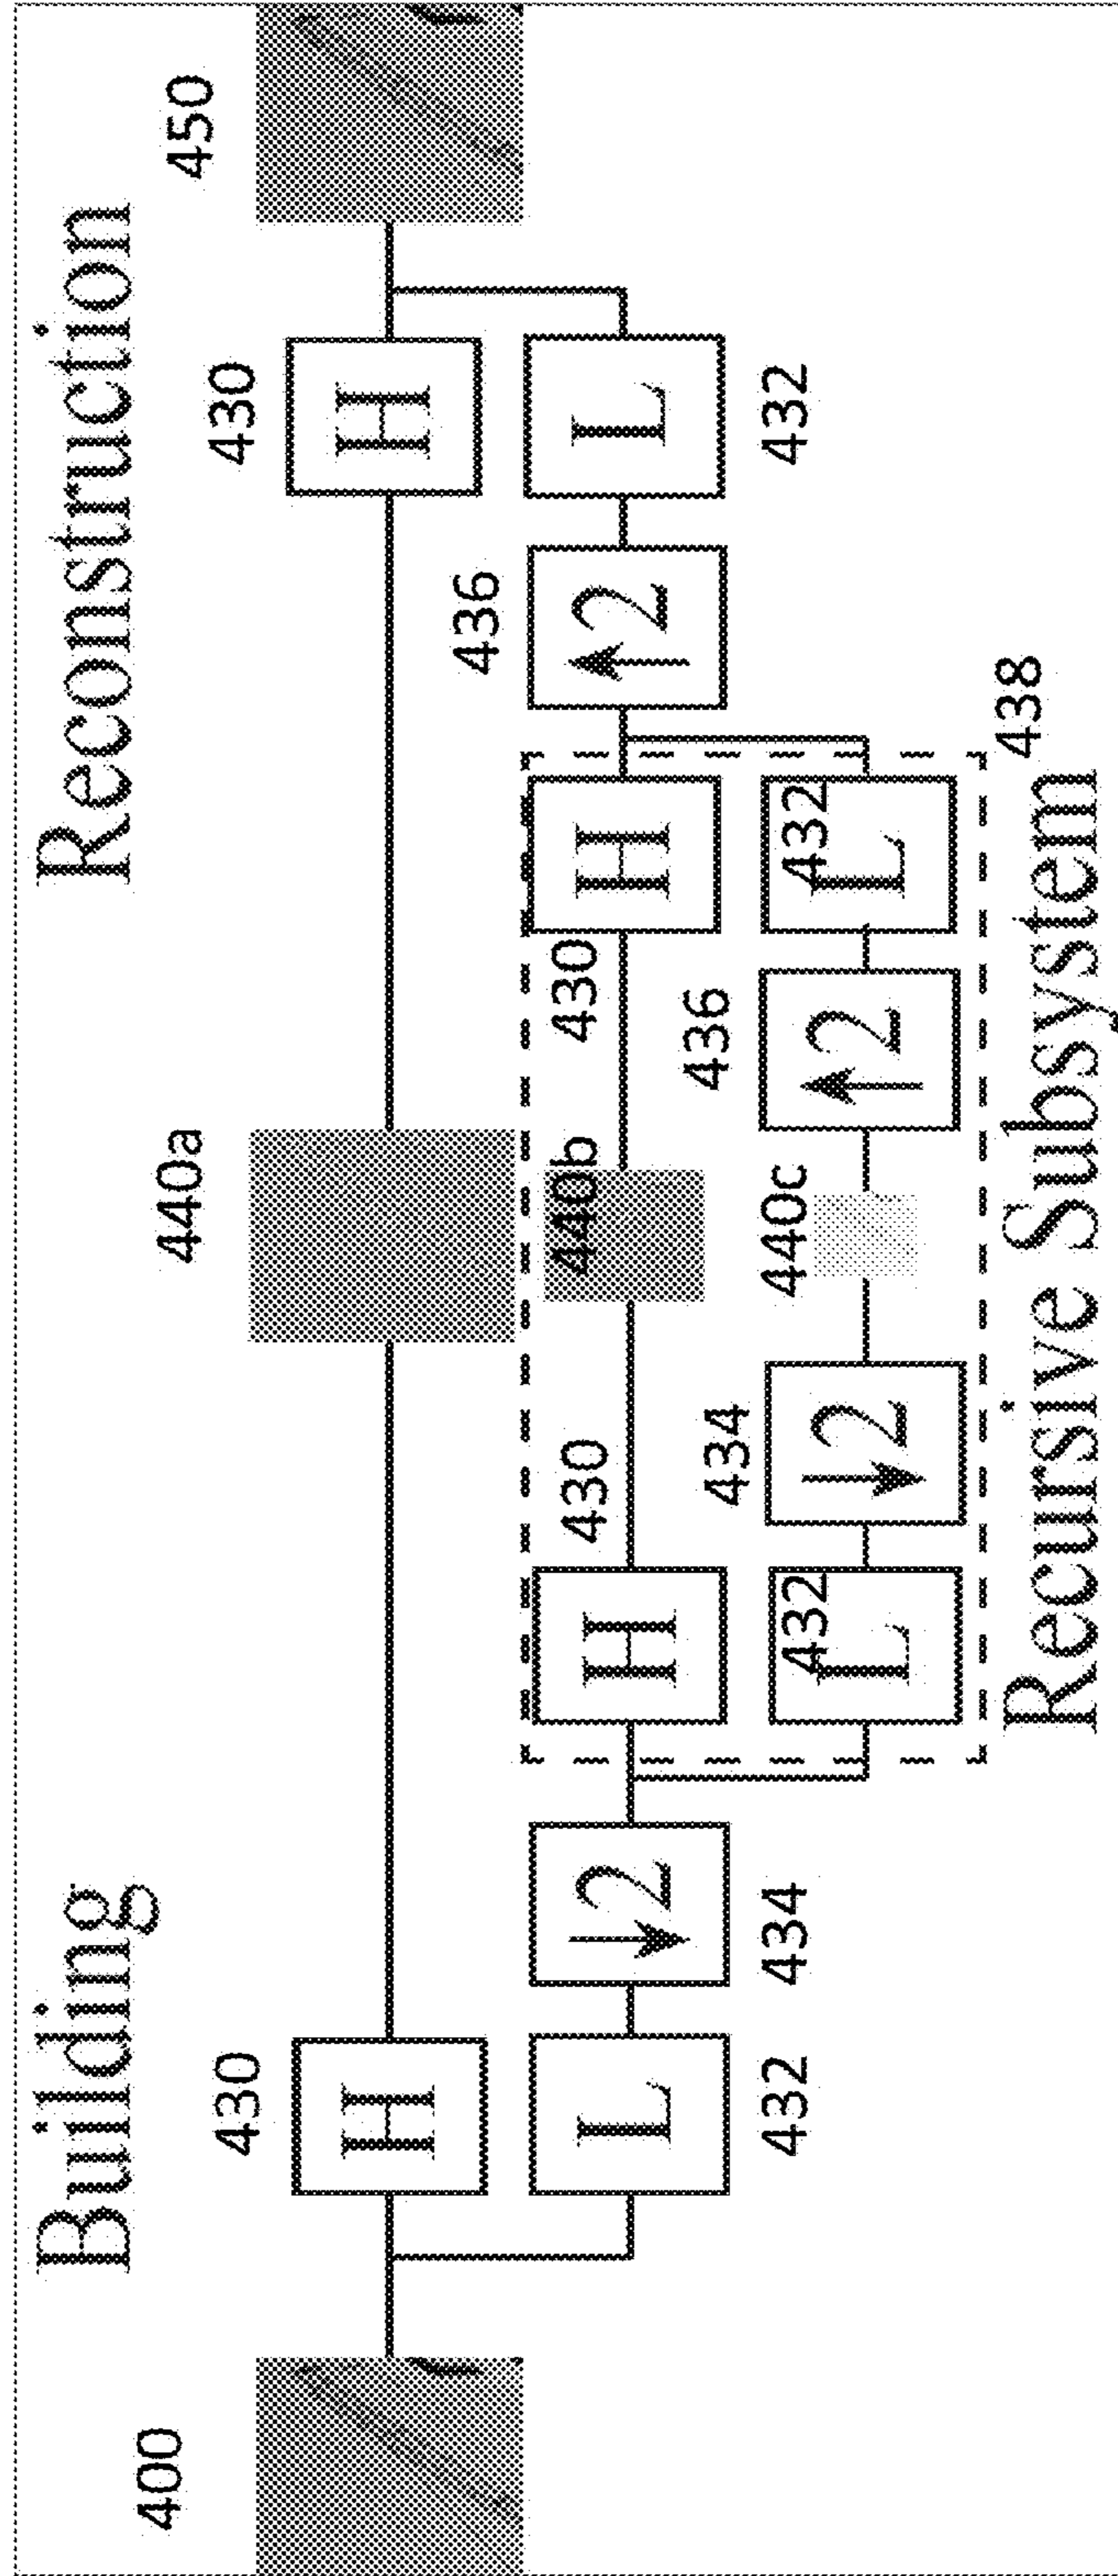 Building
Reconstruction
400
430
440a
430
450
H
H
432
434
430
440b
430
436
432
L
↓2
H
H
↑2
L
432
434
440c
436
432
L
↓2
↑2
L
438
Recursive Subsystem